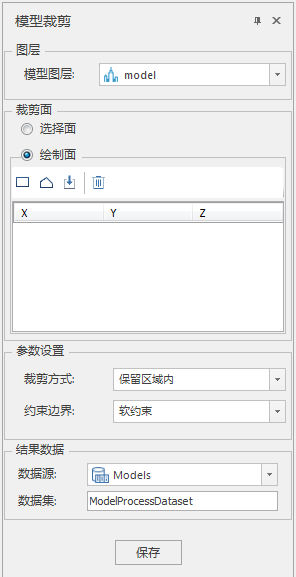 模型裁剪
图层
模型图层: model
裁剪面
选择面
绘制面
X Y Z
参数设置
裁剪方式: 保留区域内
约束边界: 软约束
结果数据
数据源: Models
数据集: ModelProcessDataset
保存